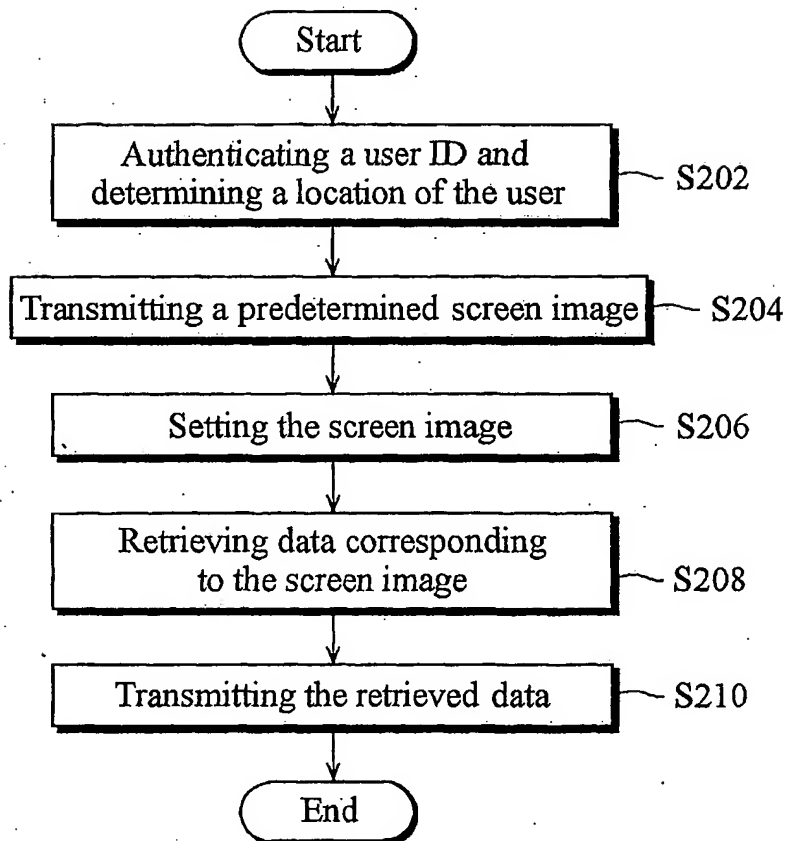 Start
Authenticating a user ID and
determining a location of the user
S202
Transmitting a predetermined screen image
S204
Setting the screen image
S206
Retrieving data corresponding
to the screen image
S208
Transmitting the retrieved data
S210
End